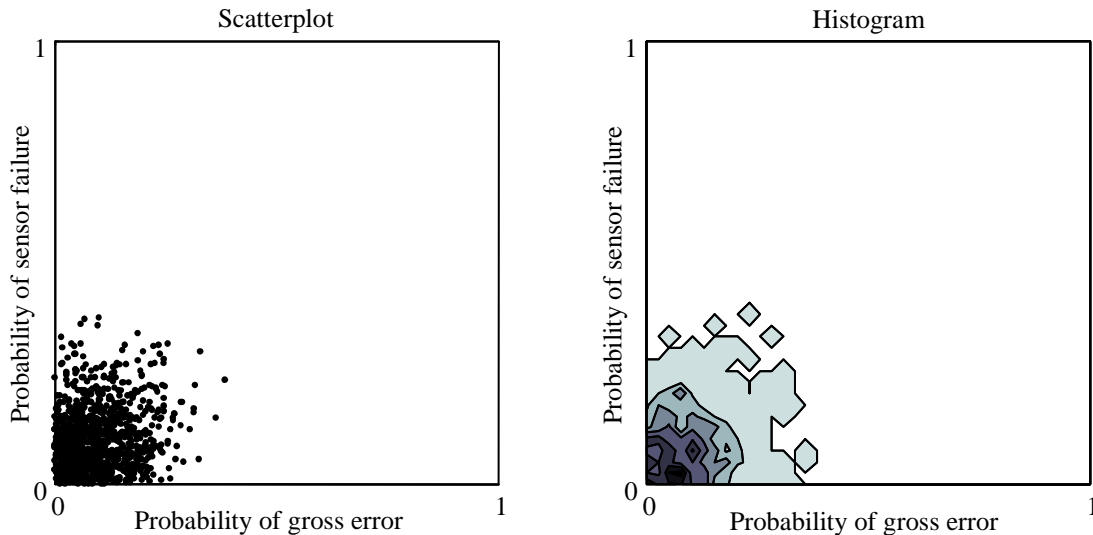 Scatterplot
1
Probability of sensor failure
0
0
1
Probability of gross error
Histogram
1
Probability of sensor failure
0
0
1
Probability of gross error